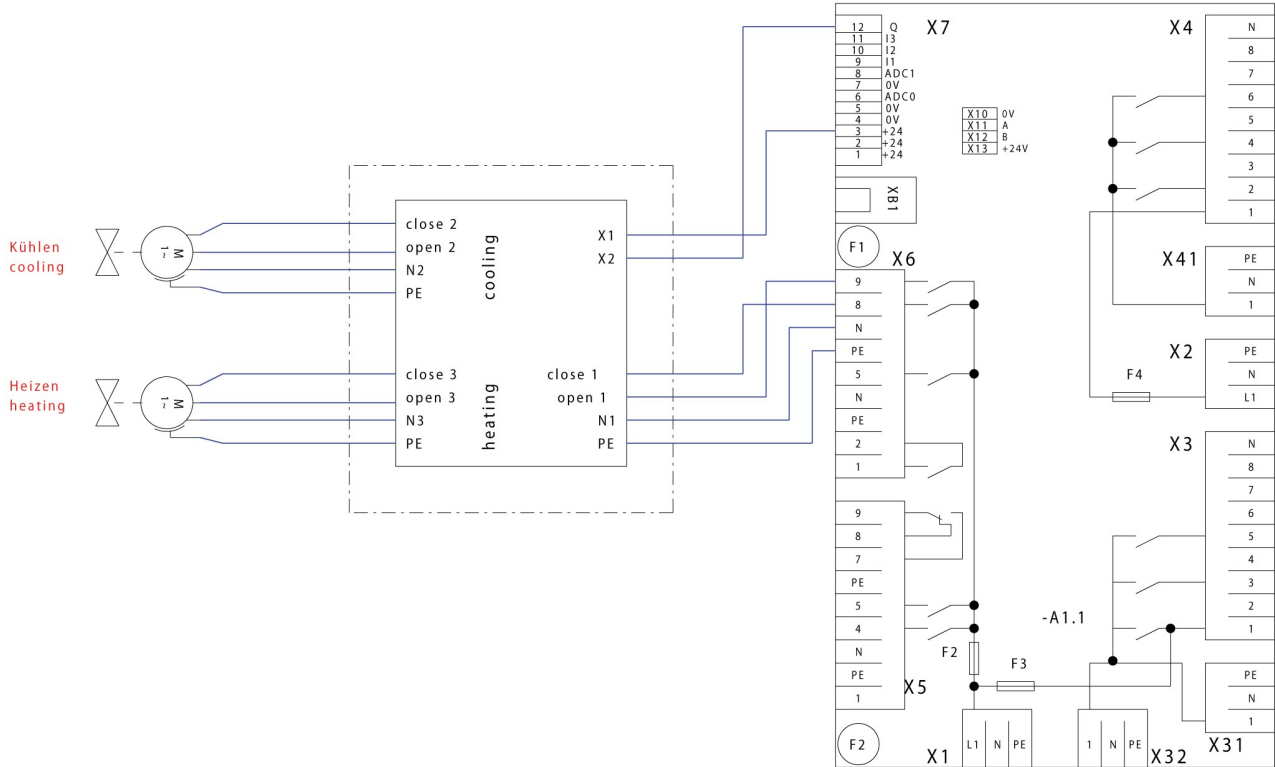 Kühlen
cooling
M
1~
Heizen
heating
M
1~
close 2
open 2
N2
PE
cooling
X1
X2
close 3
open 3
N3
PE
heating
close 1
open 1
N1
PE
X7
12 Q
11 I3
10 I2
9 I1
8 ADC1
7 0V
6 ADC0
5 0V
4 0V
3 +24
2 +24
1 +24
X10 0V
X11 A
X12 B
X13 +24V
XB1
F1
X6
9
8
N
PE
5
N
PE
2
1
9
8
7
PE
5
4
N
PE
1
X5
F2
F2
F3
-A1.1
X1
L1 N PE
1 N PE
X32
X4
N
8
7
6
5
4
3
2
1
X41
PE
N
1
X2
PE
N
L1
F4
X3
N
8
7
6
5
4
3
2
1
PE
N
1
X31